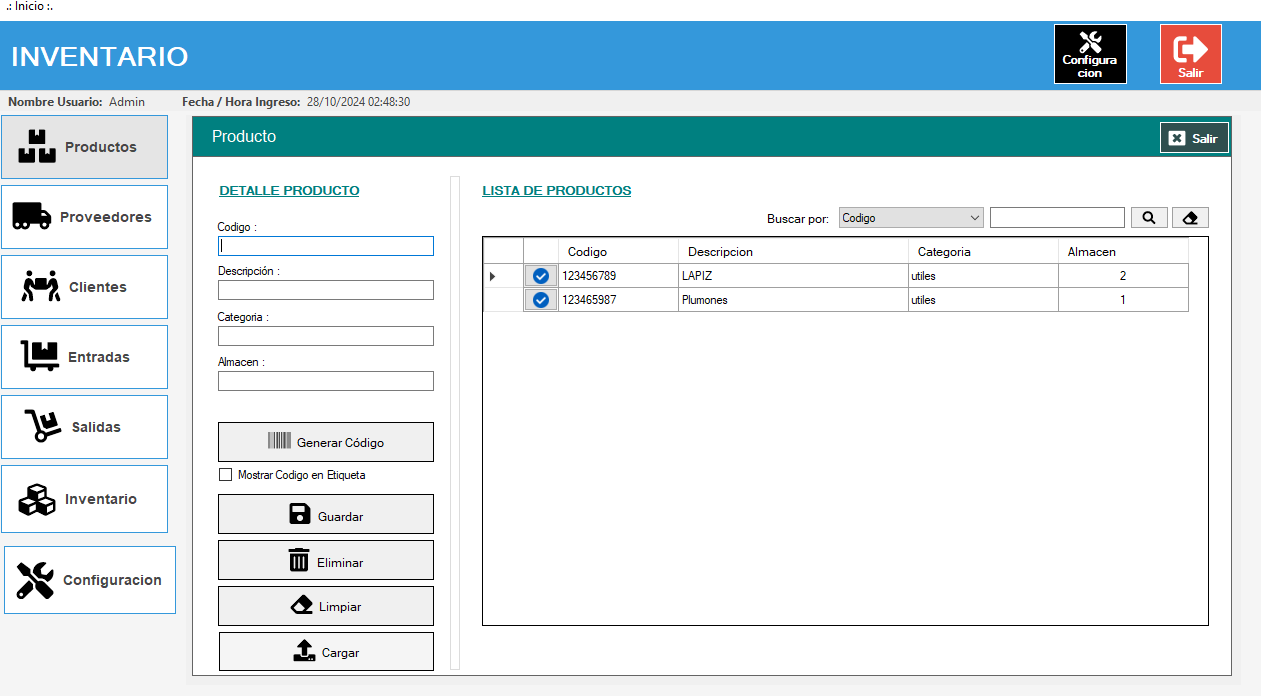 .: Inicio :.
INVENTARIO
Configura
cion
Salir
Nombre Usuario: Admin
Fecha / Hora Ingreso: 28/10/2024 02:48:30
Productos
Proveedores
Clientes
Entradas
Salidas
Inventario
Configuracion
Producto
Salir
DETALLE PRODUCTO
Codigo :
Descripción :
Categoria :
Almacen :
Generar Código
Mostrar Codigo en Etiqueta
Guardar
Eliminar
Limpiar
Cargar
LISTA DE PRODUCTOS
Buscar por: Codigo
Codigo Descripcion Categoria Almacen
123456789 LAPIZ utiles 2
123465987 Plumones utiles 1